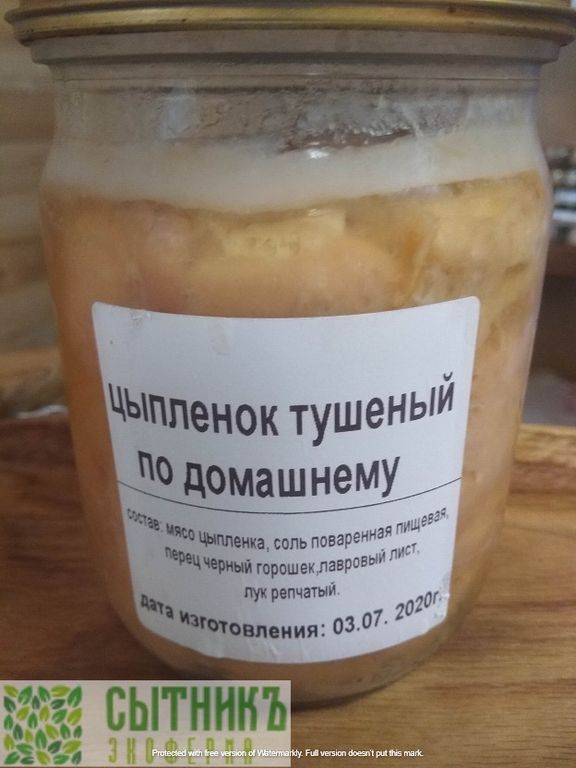 цыпленок тушеный
по домашнему
состав: мясо цыпленка, соль поваренная пищевая,
перец черный горошек,лавровый лист,
лук репчатый.
дата изготовления: 03.07. 2020г.
СЫТНИКЪ
ЭКОФЕРМА
Protected with free version of Watermarkly. Full version doesn't put this mark.